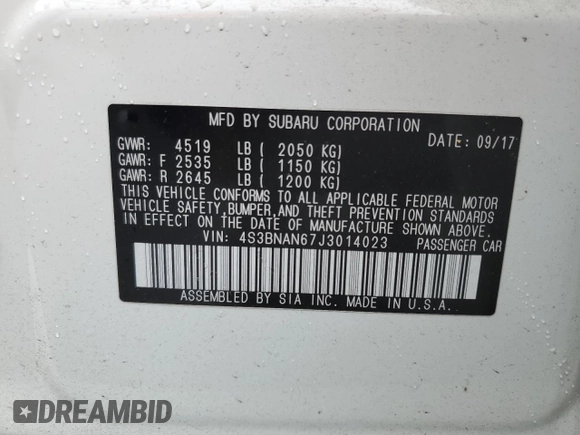 MFD BY SUBARU CORPORATION
DATE: 09/17
GVWR: 4519 LB ( 2050 KG)
GAWR: F 2535 LB ( 1150 KG)
GAWR: R 2645 LB ( 1200 KG)
THIS VEHICLE CONFORMS TO ALL APPLICABLE FEDERAL MOTOR
VEHICLE SAFETY, BUMPER, AND THEFT PREVENTION STANDARDS
IN EFFECT ON THE DATE OF MANUFACTURE SHOWN ABOVE.
VIN: 4S3BNAN67J3014023 PASSENGER CAR
ASSEMBLED BY SIA INC. MADE IN U.S.A.
DREAMBID